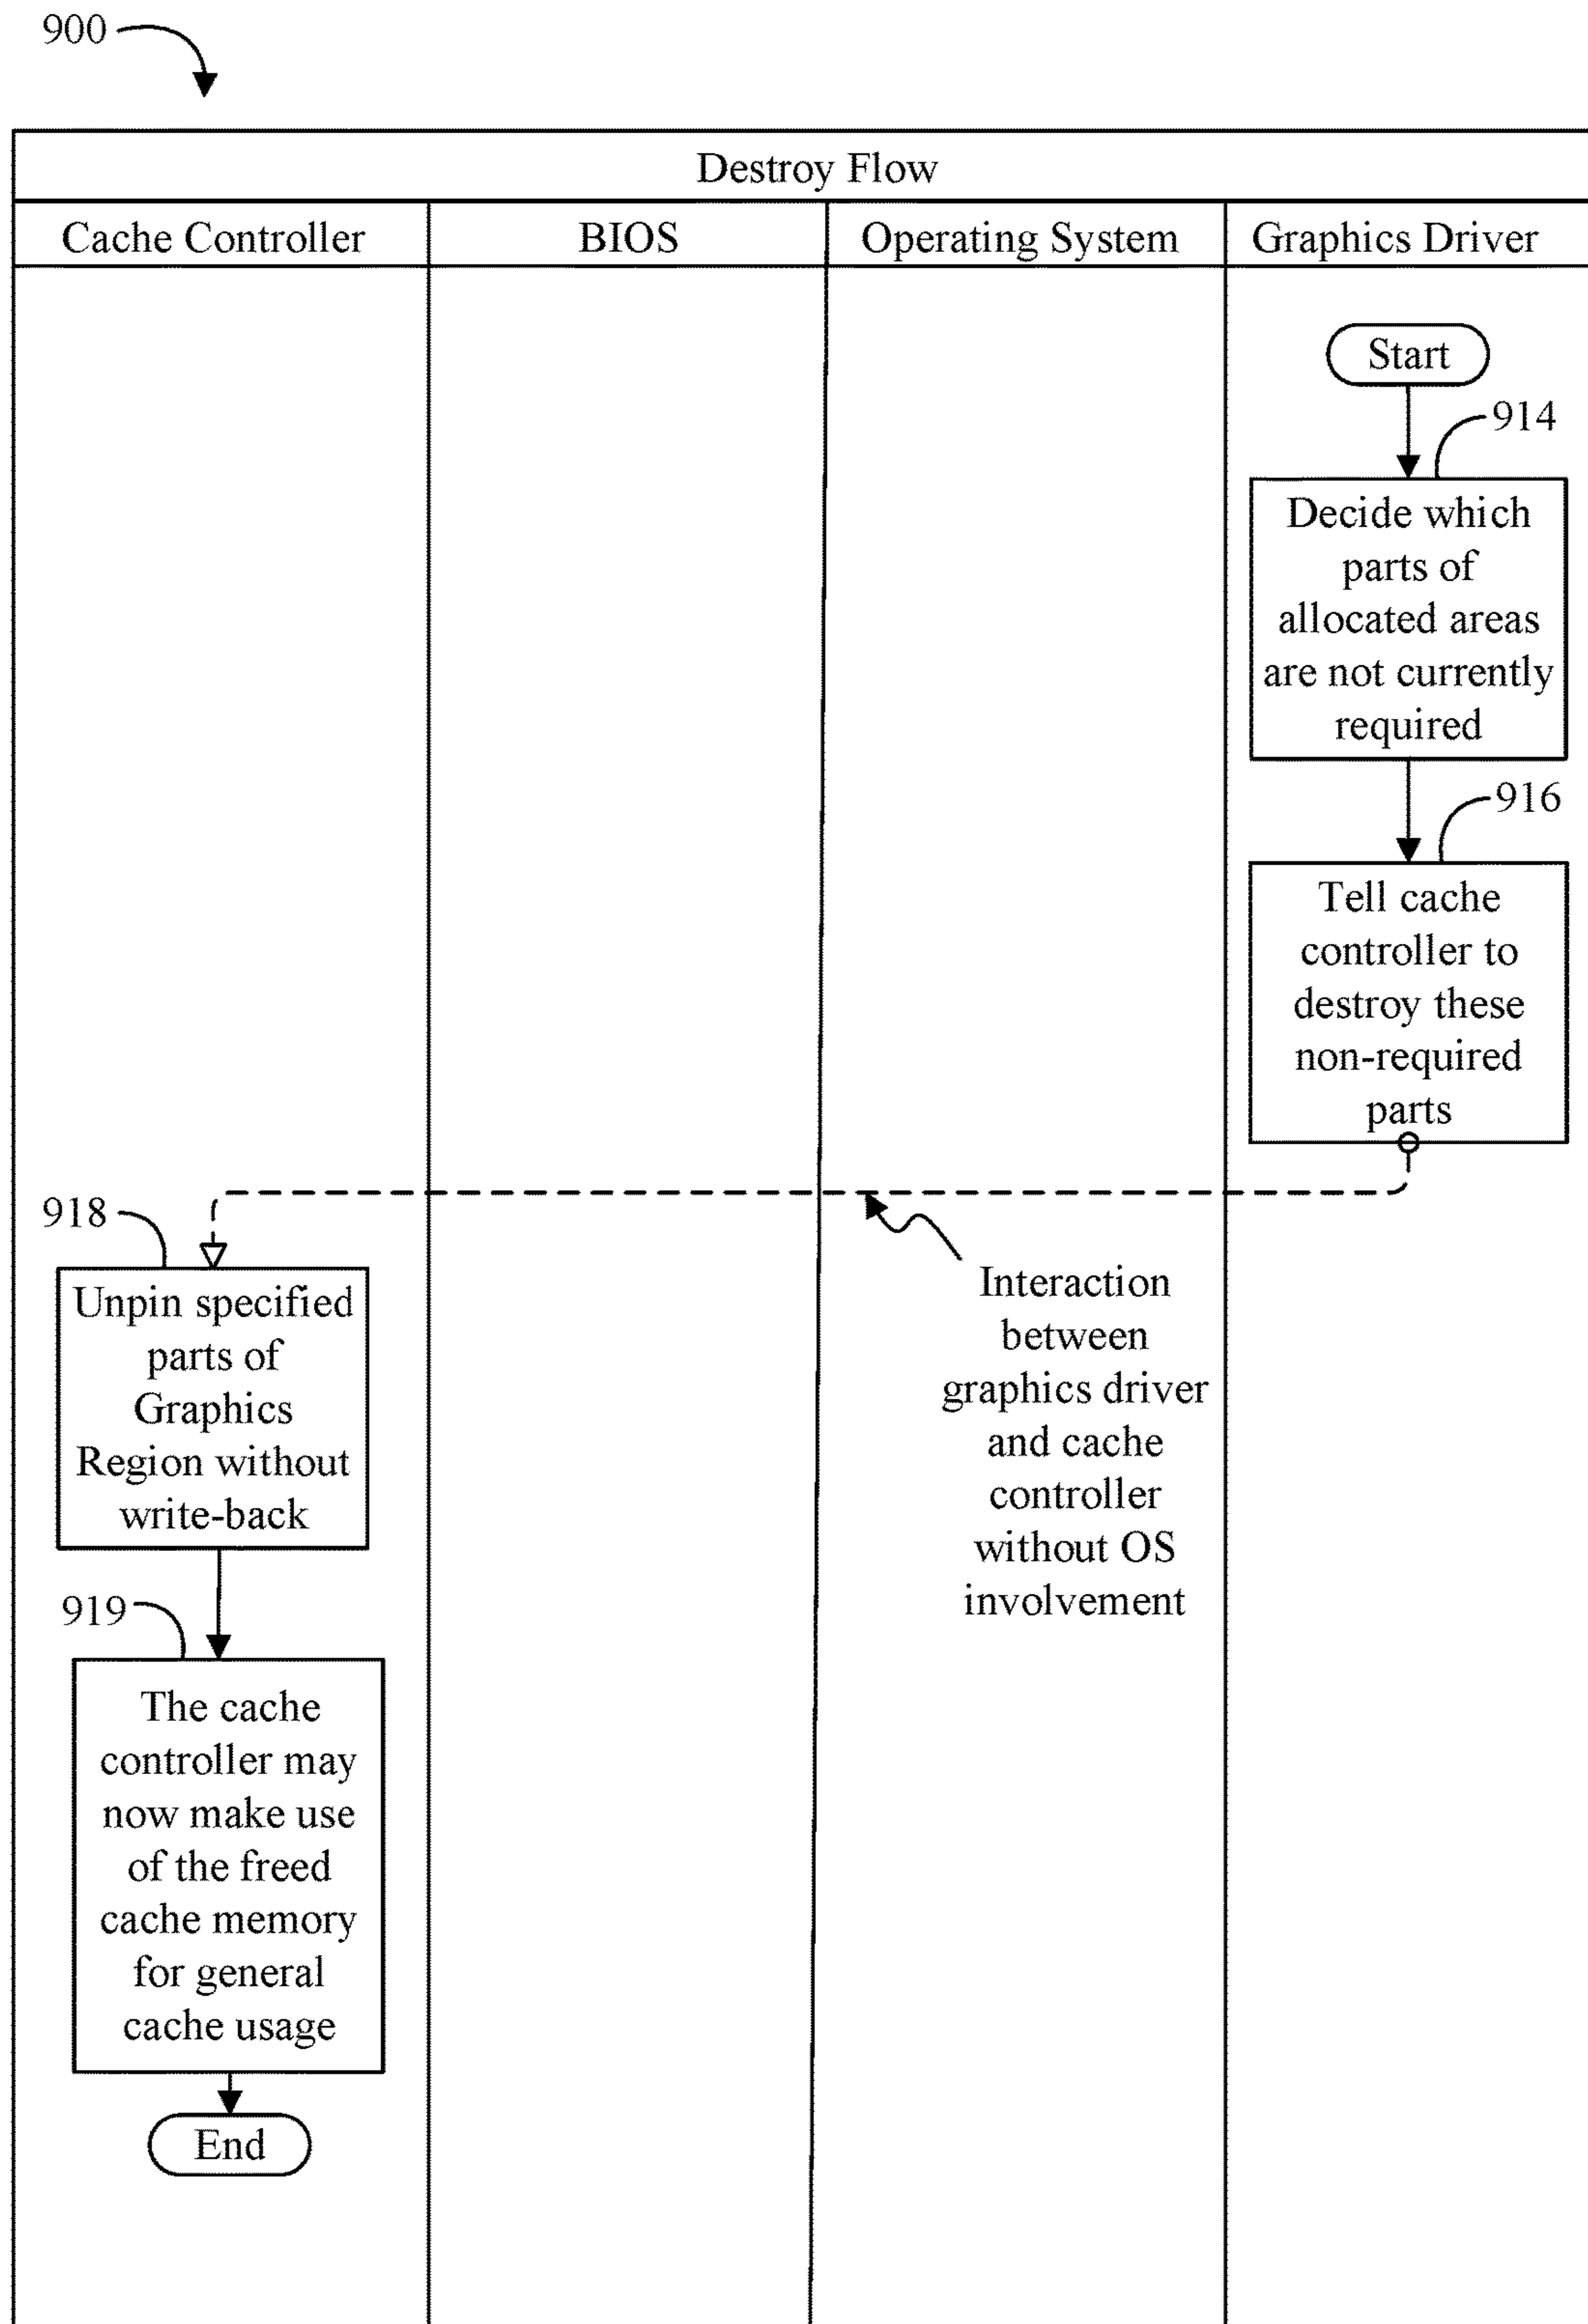 900
Destroy Flow
Cache Controller
BIOS
Operating System
Graphics Driver
Start
914
Decide which
parts of
allocated areas
are not currently
required
916
Tell cache
controller to
destroy these
non-required
parts
918
Unpin specified
parts of
Graphics
Region without
write-back
Interaction
between
graphics driver
and cache
controller
without OS
involvement
919
The cache
controller may
now make use
of the freed
cache memory
for general
cache usage
End